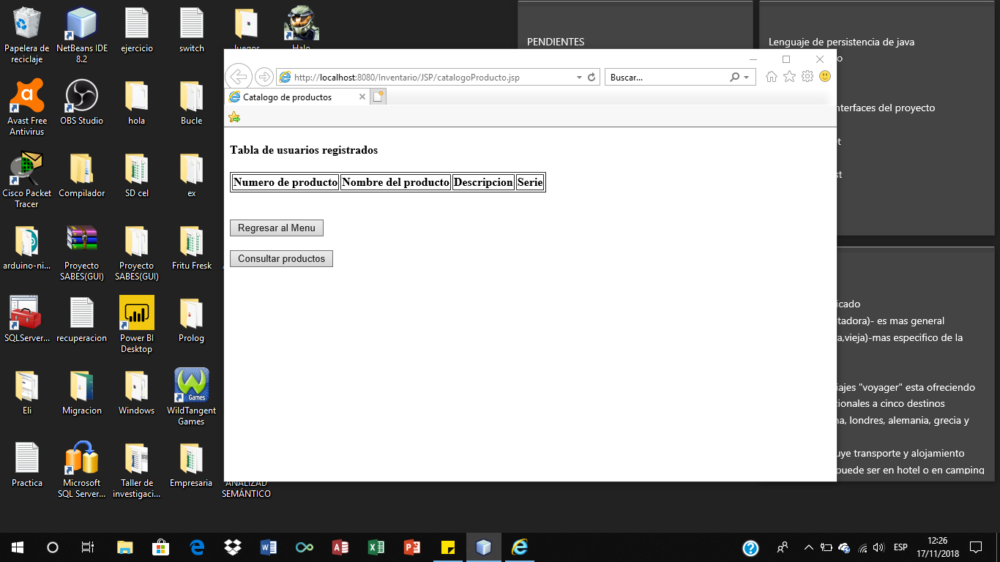 Papelera de
reciclaje
NetBeans IDE
8.2
ejercicio
switch
Juegos
Halo
Avast Free
Antivirus
OBS Studio
hola
Bucle
Cisco Packet
Tracer
Compilador
SD cel
ex
arduino-ni...
Proyecto
SABES(GUI)
Proyecto
SABES(GUI)
Fritu Fresk
SQLServer...
recuperacion
Power BI
Desktop
Prolog
Eli
Migracion
Windows
WildTangent
Games
Practica
Microsoft
SQL Server...
Taller de
investigaci...
Empresaria
ANALIZAD
SEMÁNTICO
http://localhost:8080/Inventario/JSP/catalogoProducto.jsp
Buscar...
Catalogo de productos
Tabla de usuarios registrados
Numero de producto Nombre del producto Descripcion Serie
Regresar al Menu
Consultar productos
PENDIENTES
Lenguaje de persistencia de java
nterfaces del proyecto
icado
tadora)- es mas general
a,vieja)-mas especifico de la
iajes "voyager" esta ofreciendo
cionales a cinco destinos
na, londres, alemania, grecia y
uye transporte y alojamiento
puede ser en hotel o en camping
ESP
12:26
17/11/2018